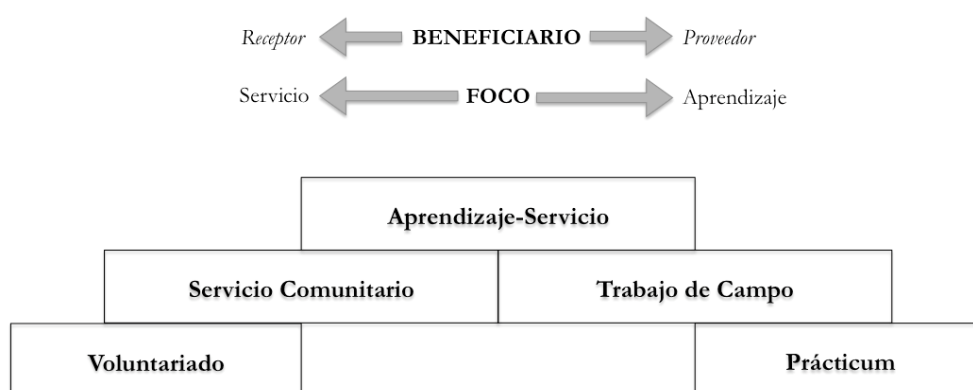 Receptor BENEFICIARIO Proveedor
Servicio FOCO Aprendizaje
Aprendizaje-Servicio
Servicio Comunitario Trabajo de Campo
Voluntariado Prácticum